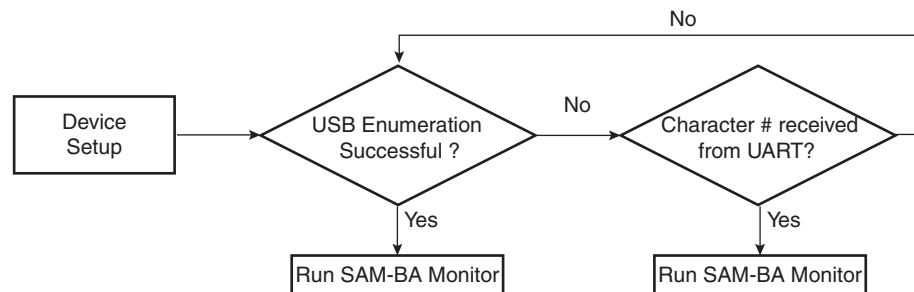 No
Device
Setup
USB Enumeration
Successful ?
No
Character # received
from UART?
Yes
Yes
Run SAM-BA Monitor
Run SAM-BA Monitor